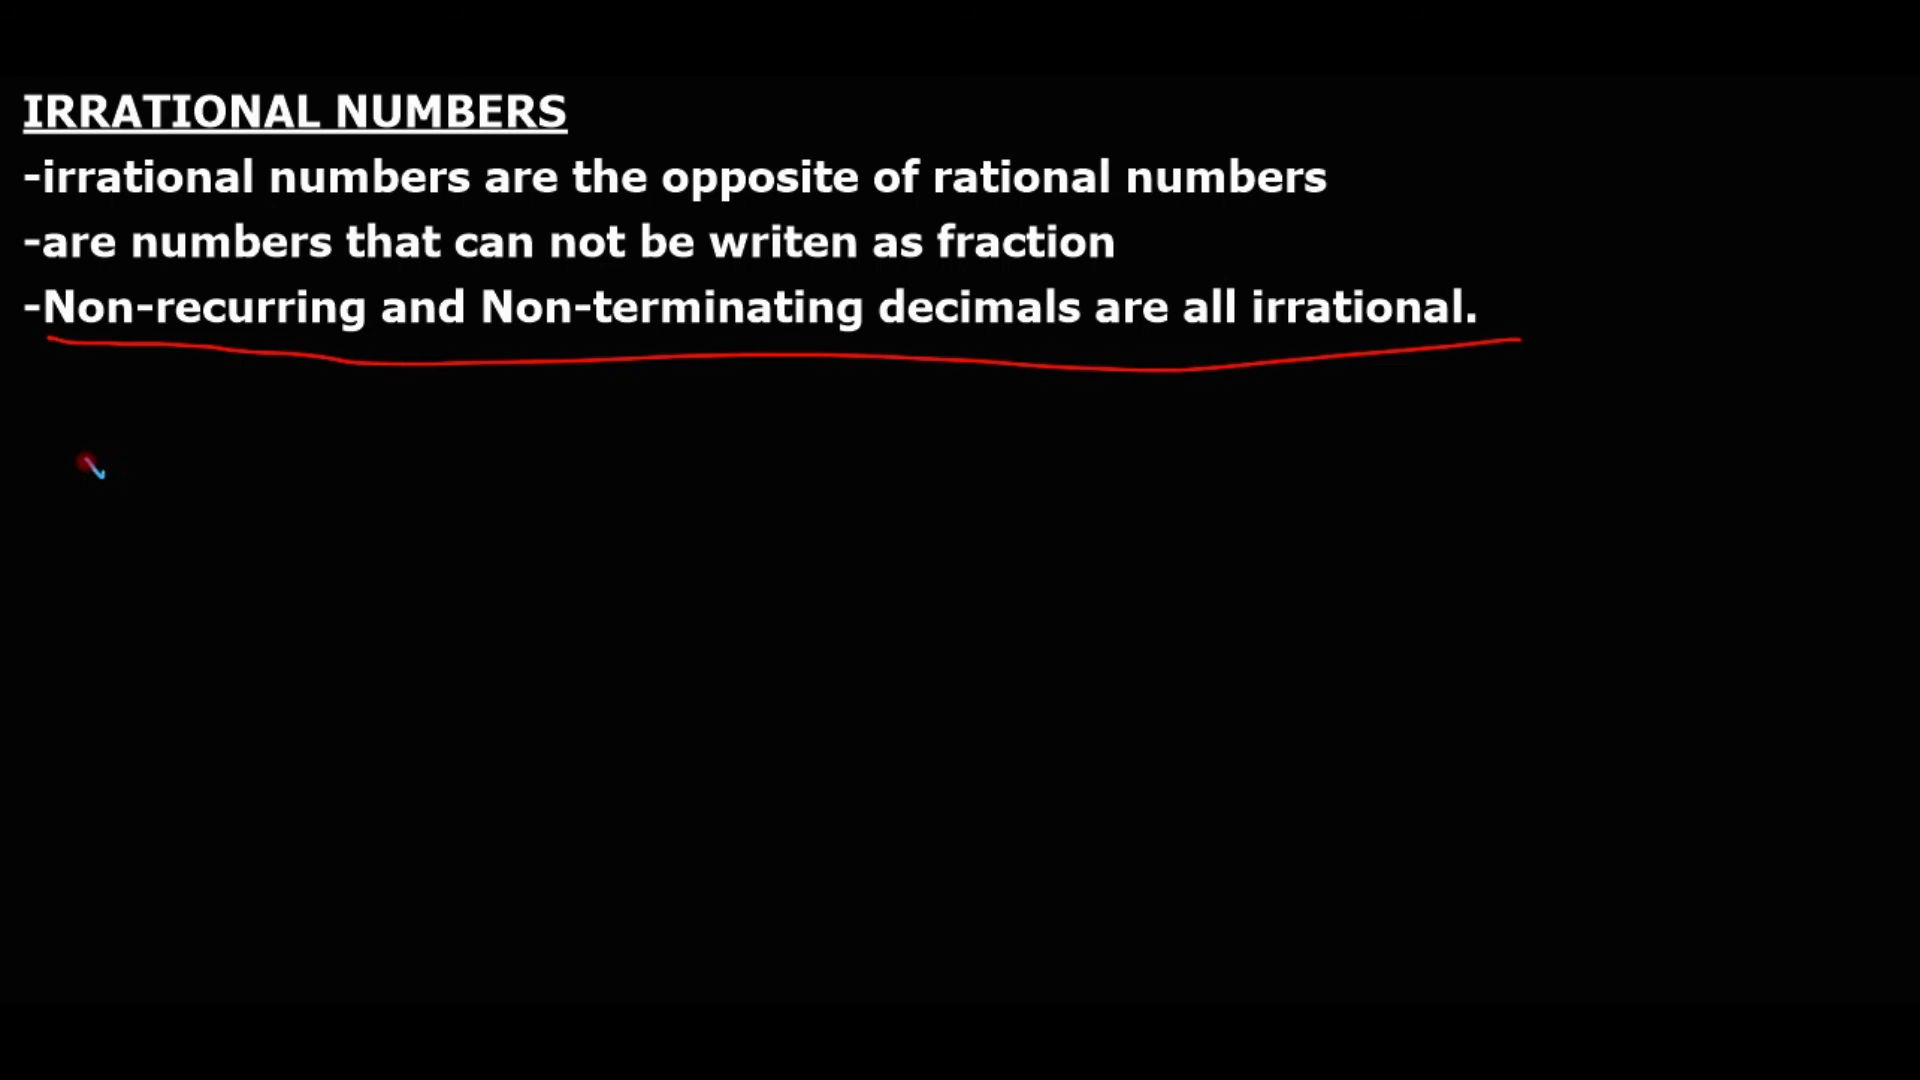 IRRATIONAL NUMBERS
-irrational numbers are the opposite of rational numbers
-are numbers that can not be writen as fraction
-Non-recurring and Non-terminating decimals are all irrational.